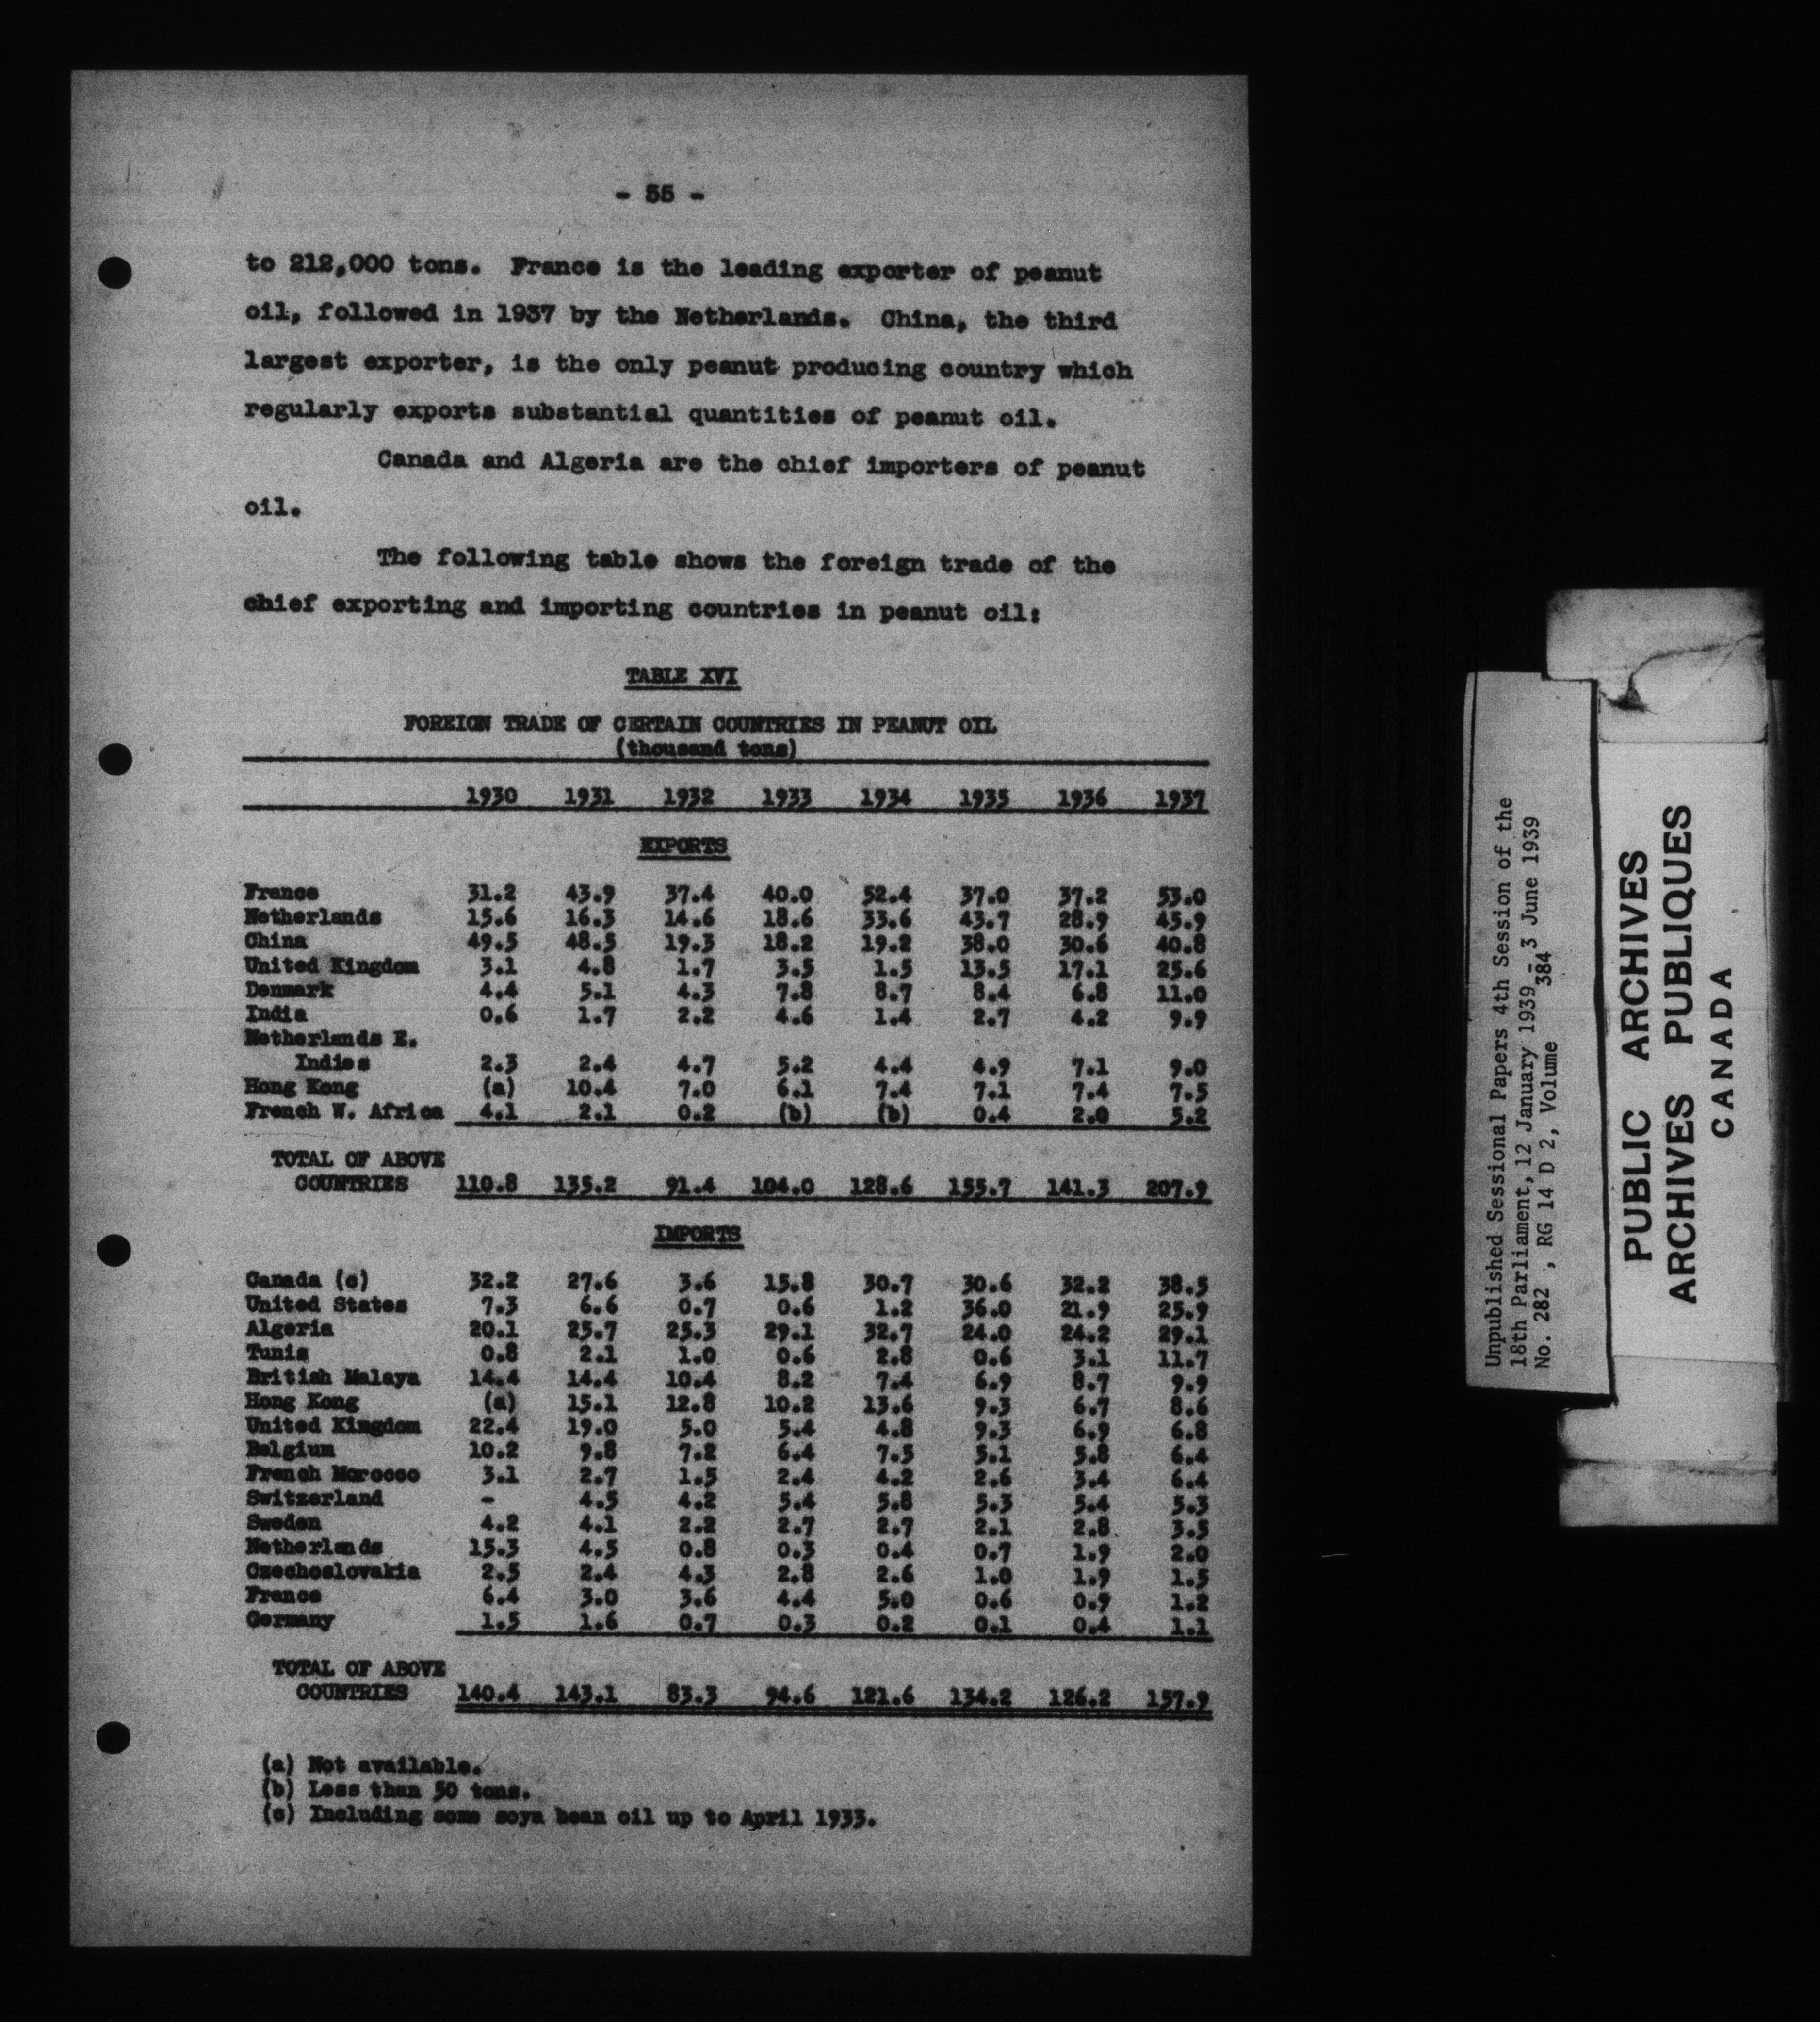 - 35 -
to 212,000 tons. France is the leading exporter of peanut
oil, followed in 1937 by the Netherlands. China, the third
largest exporter, is the only peanut producing country which
regularly exports substantial quantities of peanut oil.
Canada and Algeria are the chief importers of peanut
oil.
The following table shows the foreign trade of the
chief exporting and importing countries in peanut oil:
TABLE XVI
FOREIGN TRADE OF CERTAIN COUNTRIES IN PEANUT OIL
(thousand tons)
1930 1931 1932 1933 1934 1935 1936 1937
EXPORTS
France 31.2 43.9 37.4 40.0 52.4 37.0 37.2 53.0
Netherlands 15.6 16.3 14.6 18.6 33.6 43.7 28.9 45.9
China 49.5 48.5 19.3 18.2 19.2 38.0 30.6 40.8
United Kingdom 3.1 4.8 1.7 3.5 1.5 13.5 17.1 25.6
Denmark 4.4 5.1 4.3 7.8 8.7 8.4 6.8 11.0
India 0.6 1.7 2.2 4.6 1.4 2.7 4.2 9.9
Netherlands E.
Indies 2.3 2.4 4.7 5.2 4.4 4.9 7.1 9.0
Hong Kong (a) 10.4 7.0 6.1 7.4 7.1 7.4 7.5
French W. Africa 4.1 2.1 0.2 (b) (b) 0.4 2.0 5.2
TOTAL OF ABOVE
COUNTRIES 110.8 135.2 91.4 104.0 128.6 155.7 141.3 207.9
IMPORTS
Canada (c) 32.2 27.6 3.6 15.8 30.7 30.6 32.2 38.5
United States 7.3 6.6 0.7 0.6 1.2 36.0 21.9 25.9
Algeria 20.1 25.7 25.3 29.1 32.7 24.0 24.2 29.1
Tunis 0.8 2.1 1.0 0.6 2.8 0.6 3.1 11.7
British Malaya 14.4 14.4 10.4 8.2 7.4 6.9 8.7 9.9
Hong Kong (a) 15.1 12.8 10.2 13.6 9.3 6.7 8.6
United Kingdom 22.4 19.0 5.0 5.4 4.8 9.3 6.9 6.8
Belgium 10.2 9.8 7.2 6.4 7.5 5.1 5.8 6.4
French Morocco 3.1 2.7 1.5 2.4 4.2 2.6 3.4 6.4
Switzerland - 4.5 4.2 5.4 5.8 5.3 5.4 5.3
Sweden 4.2 4.1 2.2 2.7 2.7 2.1 2.8 3.5
Netherlands 15.3 4.5 0.8 0.3 0.4 0.7 1.9 2.0
Czechoslovakia 2.5 2.4 4.3 2.8 2.6 1.0 1.9 1.5
France 6.4 3.0 3.6 4.4 5.0 0.6 0.9 1.2
Germany 1.5 1.6 0.7 0.3 0.2 0.1 0.4 1.1
TOTAL OF ABOVE
COUNTRIES 140.4 143.1 83.3 94.6 121.6 134.2 126.2 157.9
(a) Not available.
(b) Less than 50 tons.
(c) Including some soya bean oil up to April 1933.
Unpublished Sessional Papers 4th Session of the
18th Parliament, 12 January 1939 - 3 June 1939
No. 282 , RG 14 D 2, Volume 384
PUBLIC ARCHIVES
ARCHIVES PUBLIQUES
CANADA